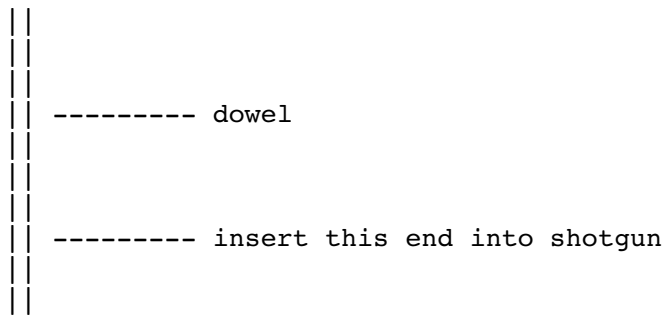 --------- dowel
--------- insert this end into shotgun